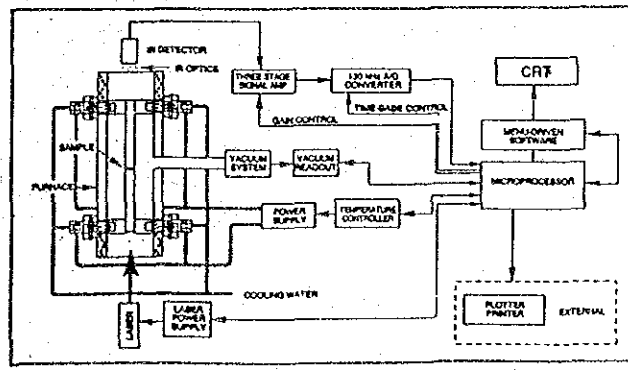 IR DETECTOR
IR OPTICS
THREE STAGE
SIGNAL AMP
A/D
CONVERTER
CRT
TIME BASE CONTROL
GAIN CONTROL
MENU-DRIVEN
SOFTWARE
SAMPLE
VACUUM
SYSTEM
VACUUM
READOUT
MICROPROCESSOR
FURNACE
POWER
SUPPLY
TEMPERATURE
CONTROLLER
COOLING WATER
LASER
LASER
POWER
SUPPLY
PLOTTER
PRINTER
EXTERNAL